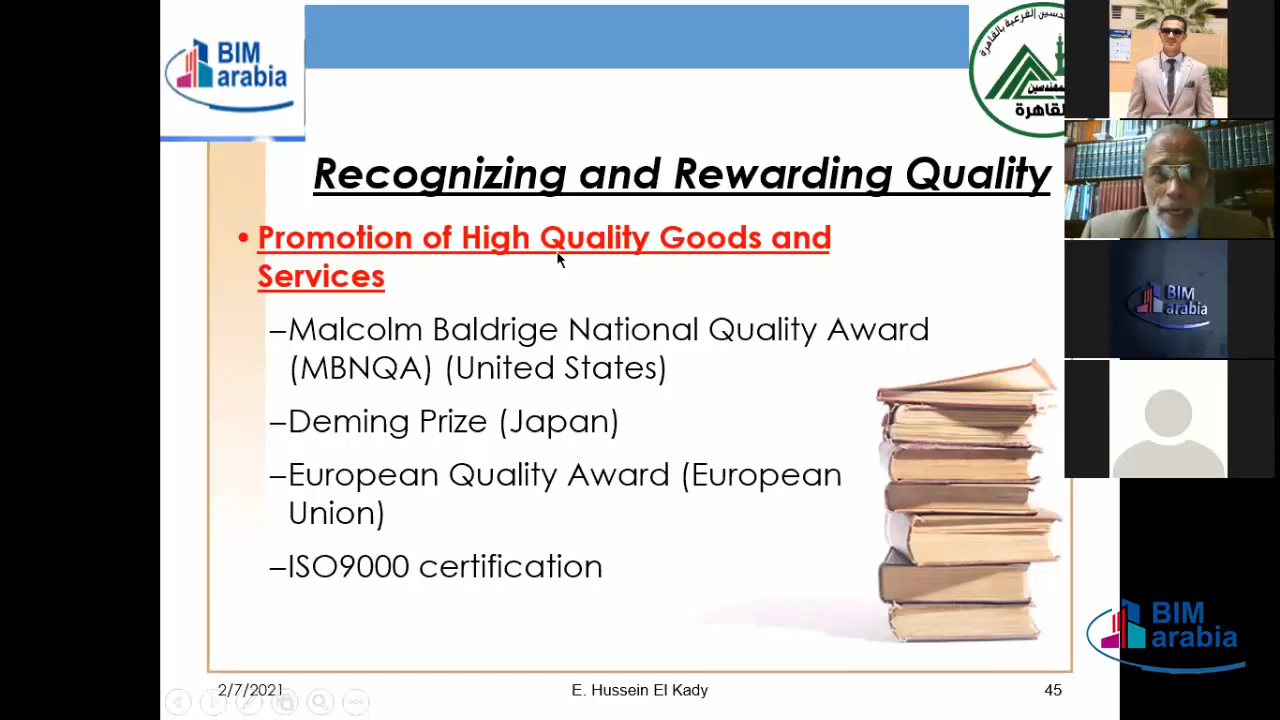 BIM
arabia
القاهرة
Recognizing and Rewarding Quality
• Promotion of High Quality Goods and
Services
–Malcolm Baldrige National Quality Award
(MBNQA) (United States)
–Deming Prize (Japan)
–European Quality Award (European
Union)
–ISO9000 certification
2/7/2021
E. Hussein El Kady
45
BIM
arabia
BIM
arabia